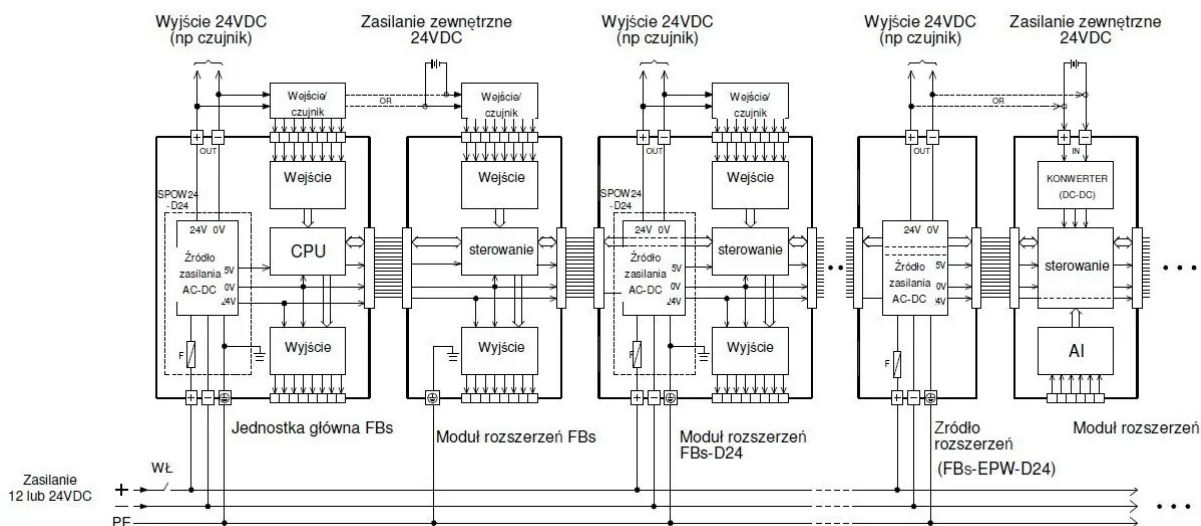 Wyjście 24VDC
(np czujnik)
Zasilanie zewnętrzne
24VDC
Wyjście 24VDC
(np czujnik)
Wyjście 24VDC
(np czujnik)
Zasilanie zewnętrzne
24VDC
Wejście/
czujnik
OR
Wejście/
czujnik
Wejście/
czujnik
OR
+ −
OUT
+ −
OUT
+ −
OUT
+ −
IN
Wejście
Wejście
Wejście
KONWERTER
(DC-DC)
SPOW24
-D24
SPOW24
-D24
24V 0V
Źródło
zasilania
AC-DC
5V
0V
24V
CPU
sterowanie
24V 0V
Źródło
zasilania
AC-DC
5V
0V
24V
sterowanie
24V 0V
Źródło
zasilania
AC-DC
5V
0V
24V
sterowanie
F
Wyjście
Wyjście
F
Wyjście
F
AI
+ −
+ −
+ −
Jednostka główna FBs
Moduł rozszerzeń FBs
Moduł rozszerzeń
FBs-D24
Zródło
rozszerzeń
(FBs-EPW-D24)
Moduł rozszerzeń
Zasilanie
12 lub 24VDC
WŁ
+
−
PE